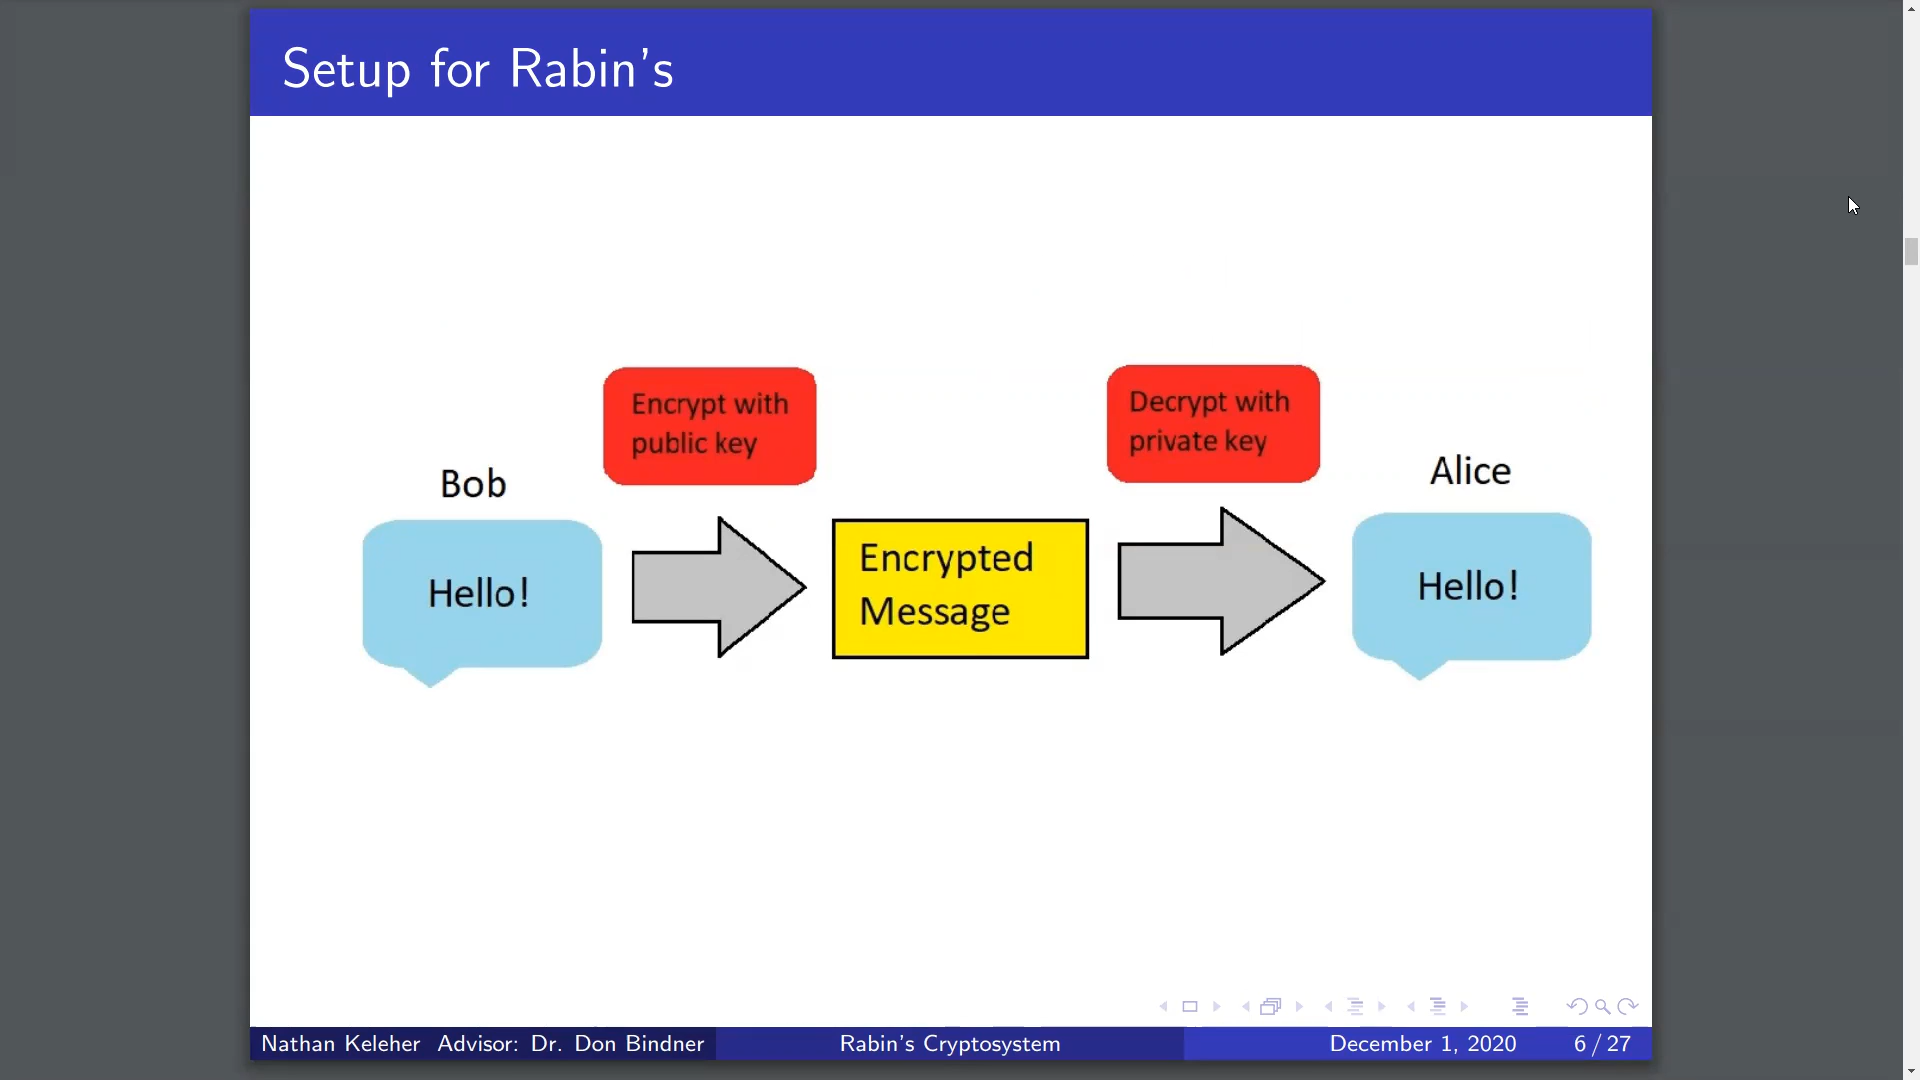 Setup for Rabin's
Encrypt with
public key
Decrypt with
private key
Bob
Alice
Hello!
Encrypted
Message
Hello!
Nathan Keleher Advisor: Dr. Don Bindner
Rabin's Cryptosystem
December 1, 2020
6 / 27